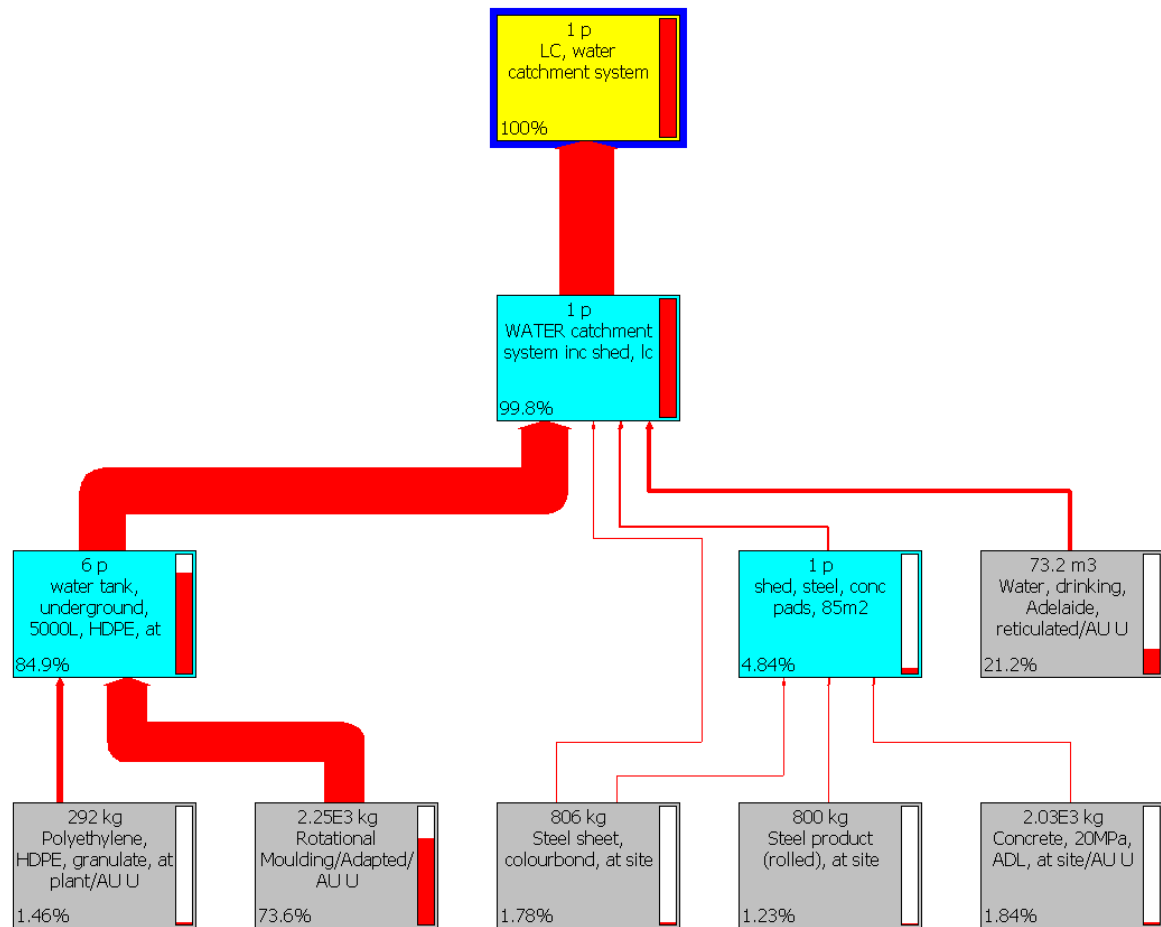 1 p
LC, water
catchment system
100%
1 p
WATER catchment
system inc shed, lc
99.8%
6 p
water tank,
underground,
5000L, HDPE, at
84.9%
1 p
shed, steel, conc
pads, 85m2
4.84%
73.2 m3
Water, drinking,
Adelaide,
reticulated/AU U
21.2%
292 kg
Polyethylene,
HDPE, granulate, at
plant/AU U
1.46%
2.25E3 kg
Rotational
Moulding/Adapted/
AU U
73.6%
806 kg
Steel sheet,
colourbond, at site
1.78%
800 kg
Steel product
(rolled), at site
1.23%
2.03E3 kg
Concrete, 20MPa,
ADL, at site/AU U
1.84%